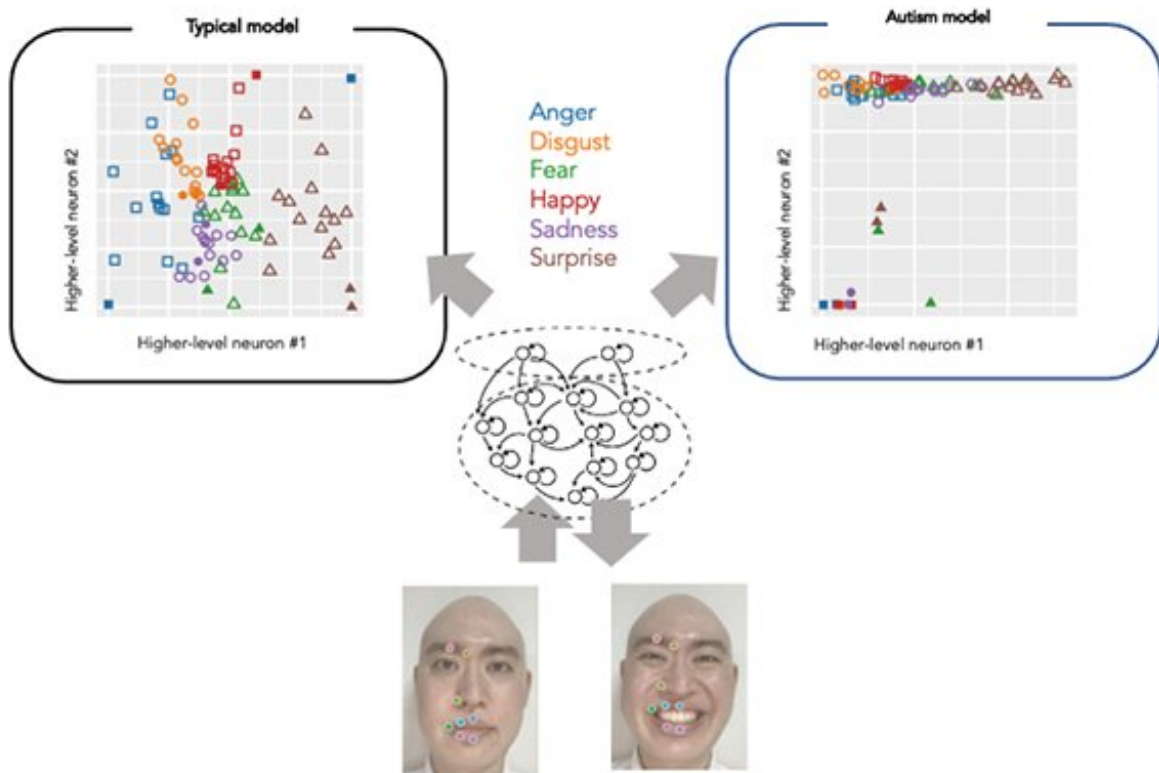 Typical model
Autism model
Higher-level neuron #2
Higher-level neuron #1
Anger
Disgust
Fear
Happy
Sadness
Surprise
Higher-level neuron #2
Higher-level neuron #1